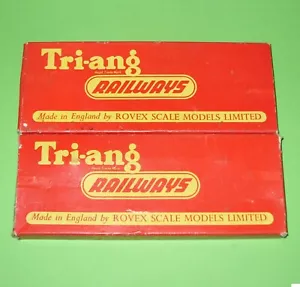 Tri-ang
RAILWAYS
Made in England by ROVEX SCALE MODELS LIMITED
Tri-ang
RAILWAYS
Made in England by ROVEX SCALE MODELS LIMITED